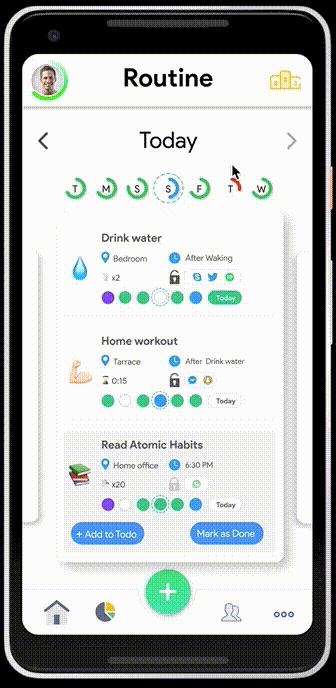 Routine
Today
T M S S F T W
Drink water
Bedroom After Waking
x2
Today
Home workout
Tarrace After Drink water
0:15
Today
Read Atomic Habits
Home office 6:30 PM
x20
Today
+ Add to Todo Mark as Done
+